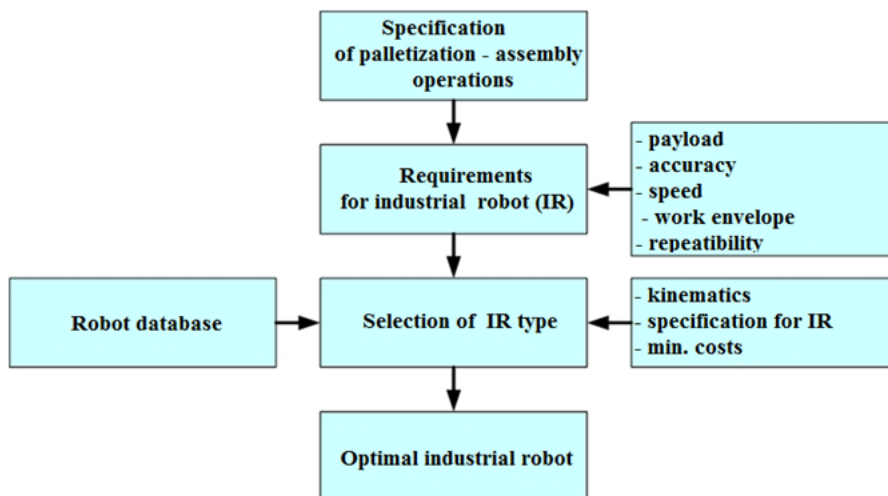 Specification
of palletization - assembly
operations
Requirements
for industrial robot (IR)
- payload
- accuracy
- speed
- work envelope
- repeatibility
Robot database
Selection of IR type
- kinematics
- specification for IR
- min. costs
Optimal industrial robot